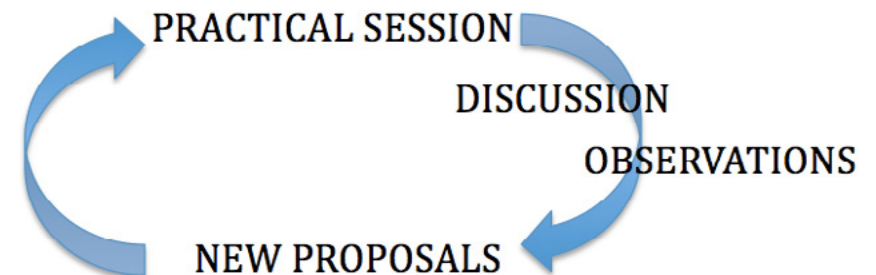 PRACTICAL SESSION
DISCUSSION
OBSERVATIONS
NEW PROPOSALS